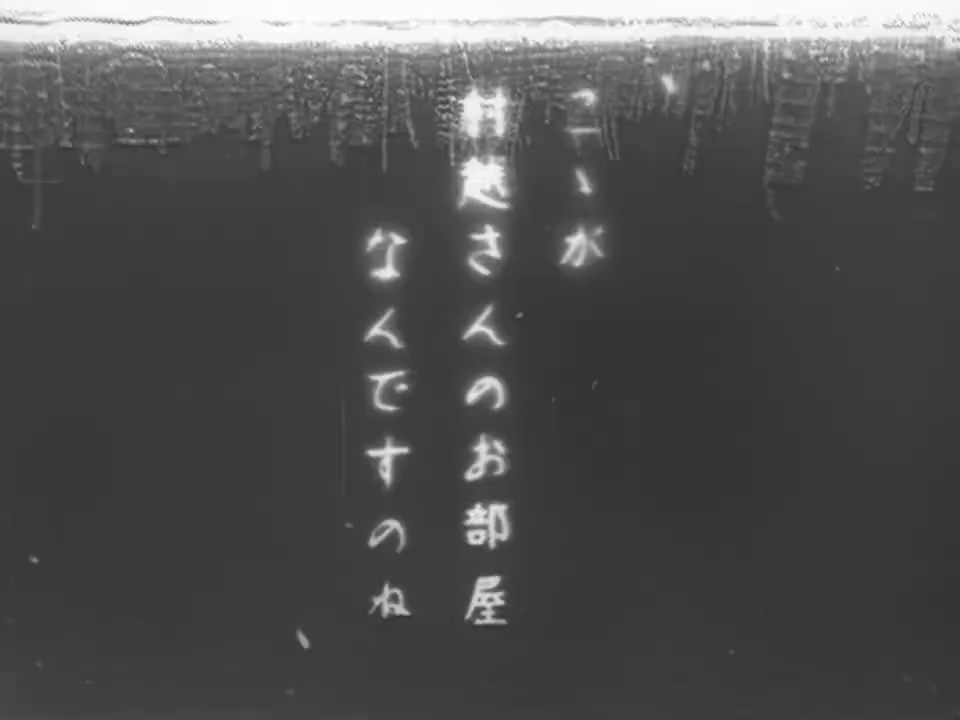 こゝが
村越さんのお部屋
なんですのね